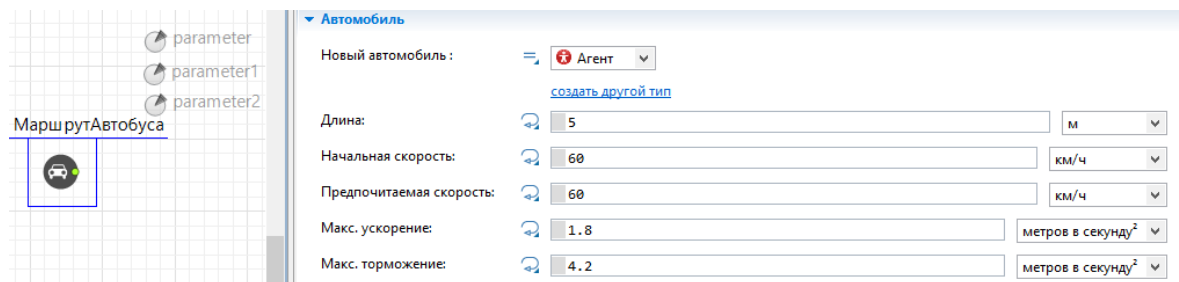 parameter
parameter1
parameter2
МаршрутАвтобуса
Автомобиль
Новый автомобиль :
Агент
создать другой тип
Длина:
5
м
Начальная скорость:
60
км/ч
Предпочитаемая скорость:
60
км/ч
Макс. ускорение:
1.8
метров в секунду²
Макс. торможение:
4.2
метров в секунду²